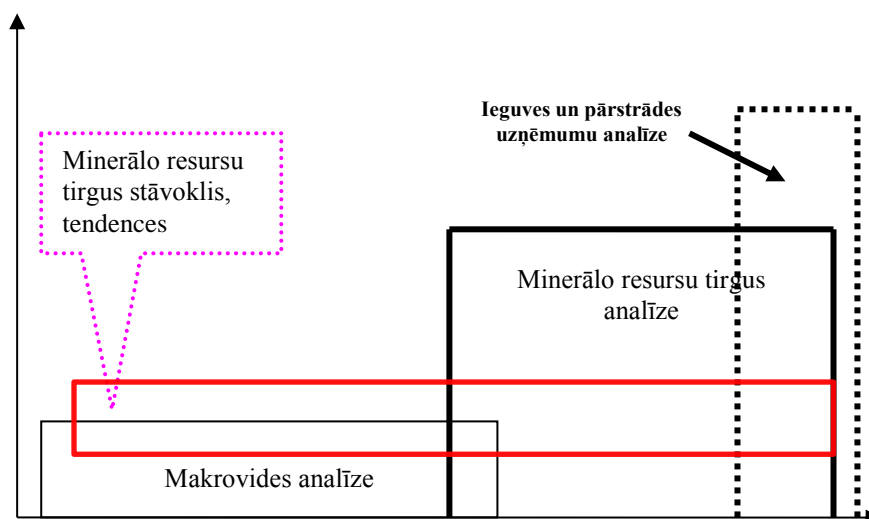 Ieguves un pārstrādes
uzņēmumu analīze
Minerālo resursu
tirgus stāvoklis,
tendences
Minerālo resursu tirgus
analīze
Makrovides analīze